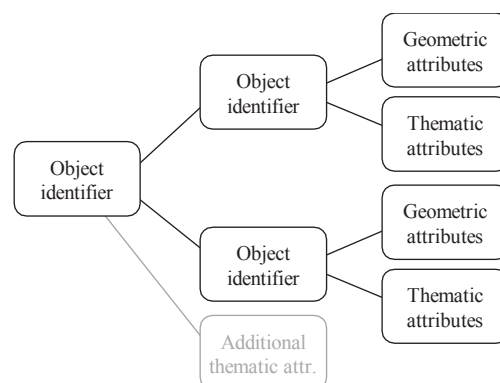 Geometric
attributes
Object
identifier
Thematic
attributes
Object
identifier
Geometric
attributes
Object
identifier
Thematic
attributes
Additional
thematic attr.